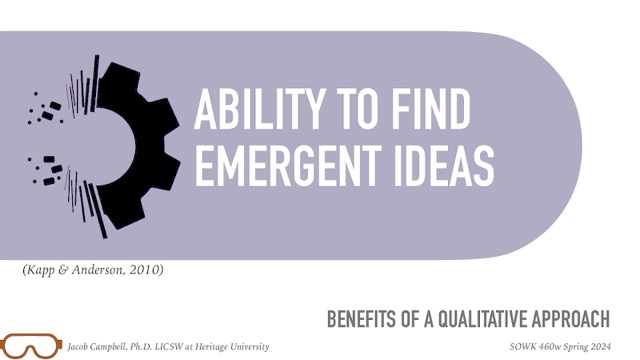 ABILITY TO FIND
EMERGENT IDEAS
(Kapp & Anderson, 2010)
BENEFITS OF A QUALITATIVE APPROACH
Jacob Campbell, Ph.D. LICSW at Heritage University
SOWK 460w Spring 2024